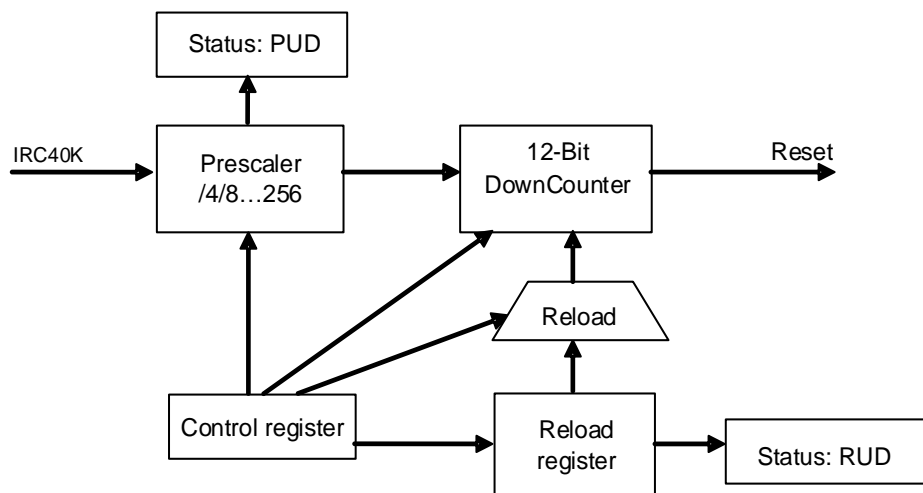 Status: PUD
IRC40K
Prescaler
/4/8…256
12-Bit
DownCounter
Reset
Reload
Control register
Reload
register
Status: RUD